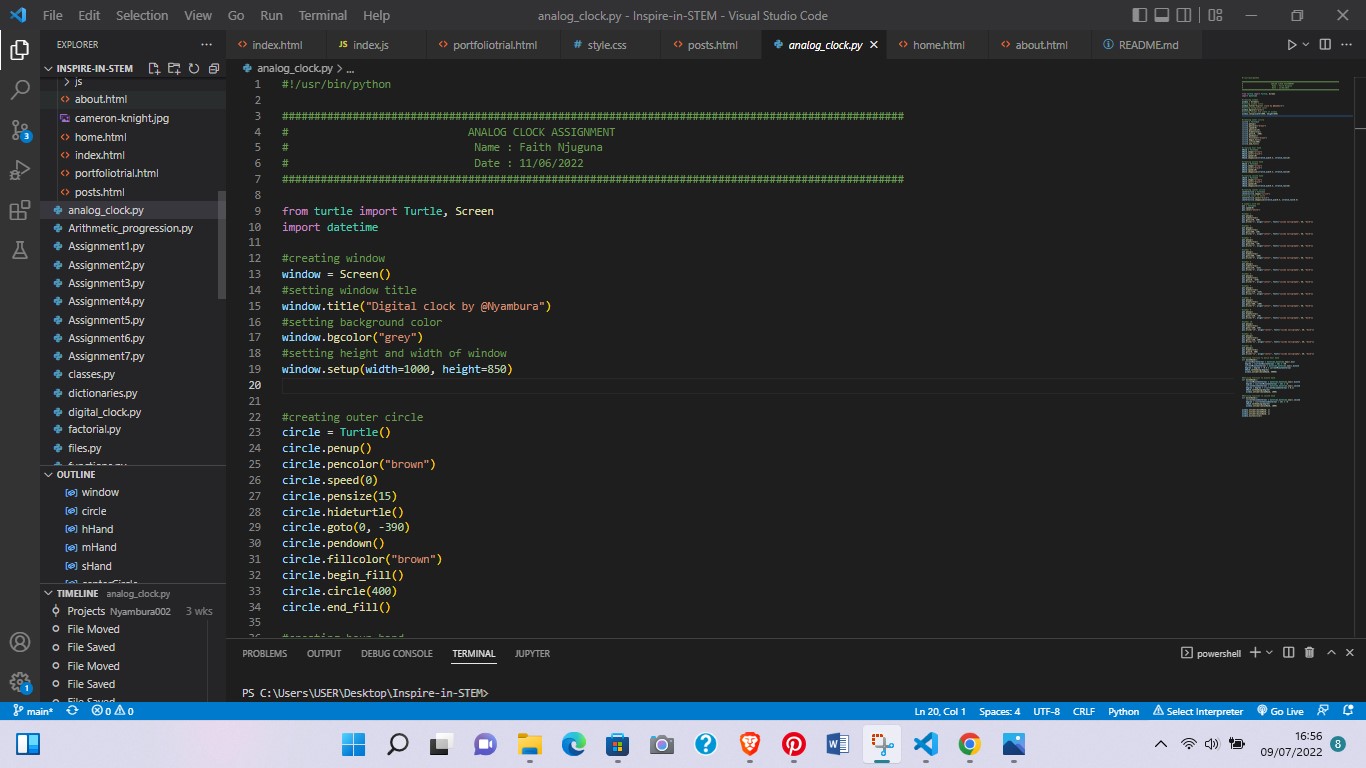 File Edit Selection View Go Run Terminal Help
analog_clock.py - Inspire-in-STEM - Visual Studio Code
EXPLORER
INSPIRE-IN-STEM
js
about.html
cameron-knight.jpg
home.html
index.html
portfoliotrial.html
posts.html
analog_clock.py
Arithmetic_progression.py
Assignment1.py
Assignment2.py
Assignment3.py
Assignment4.py
Assignment5.py
Assignment6.py
Assignment7.py
classes.py
dictionaries.py
digital_clock.py
factorial.py
files.py
OUTLINE
window
circle
hHand
mHand
sHand
TIMELINE analog_clock.py
Projects Nyambura002 3 wks
File Moved
File Saved
File Moved
File Saved
index.html JS index.js portfoliotrial.html # style.css posts.html analog_clock.py home.html about.html README.md
analog_clock.py > ...
1 #!/usr/bin/python
2
3 #################################################################################################
4 # ANALOG CLOCK ASSIGNMENT
5 # Name : Faith Njuguna
6 # Date : 11/06/2022
7 #################################################################################################
8
9 from turtle import Turtle, Screen
10 import datetime
11
12 #creating window
13 window = Screen()
14 #setting window title
15 window.title("Digital clock by @Nyambura")
16 #setting background color
17 window.bgcolor("grey")
18 #setting height and width of window
19 window.setup(width=1000, height=850)
20
21
22 #creating outer circle
23 circle = Turtle()
24 circle.penup()
25 circle.pencolor("brown")
26 circle.speed(0)
27 circle.pensize(15)
28 circle.hideturtle()
29 circle.goto(0, -390)
30 circle.pendown()
31 circle.fillcolor("brown")
32 circle.begin_fill()
33 circle.circle(400)
34 circle.end_fill()
35
PROBLEMS OUTPUT DEBUG CONSOLE TERMINAL JUPYTER
powershell
PS C:\Users\USER\Desktop\Inspire-in-STEM>
3
1
main* 0 0
Ln 20, Col 1 Spaces: 4 UTF-8 CRLF Python Select Interpreter Go Live
16:56
09/07/2022
8